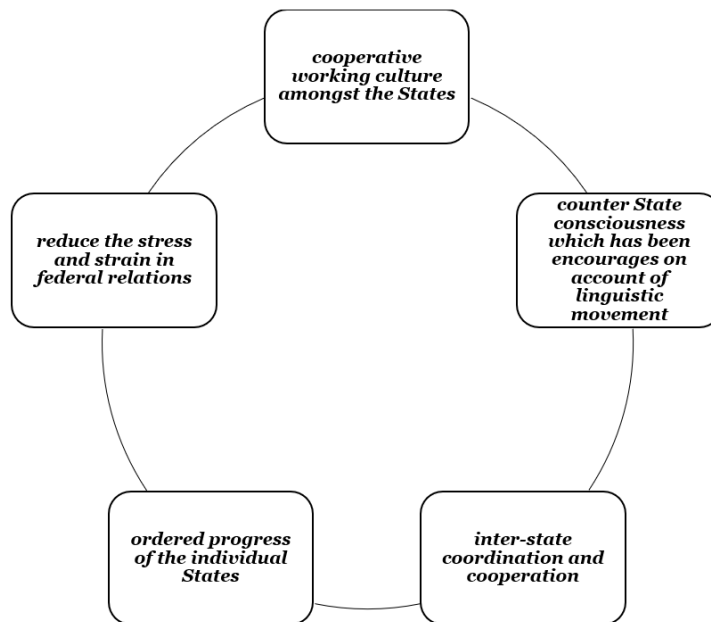 cooperative
working culture
amongst the States
counter State
consciousness
which has been
encourages on
account of
linguistic
movement
inter-state
coordination and
cooperation
ordered progress
of the individual
States
reduce the stress
and strain in
federal relations